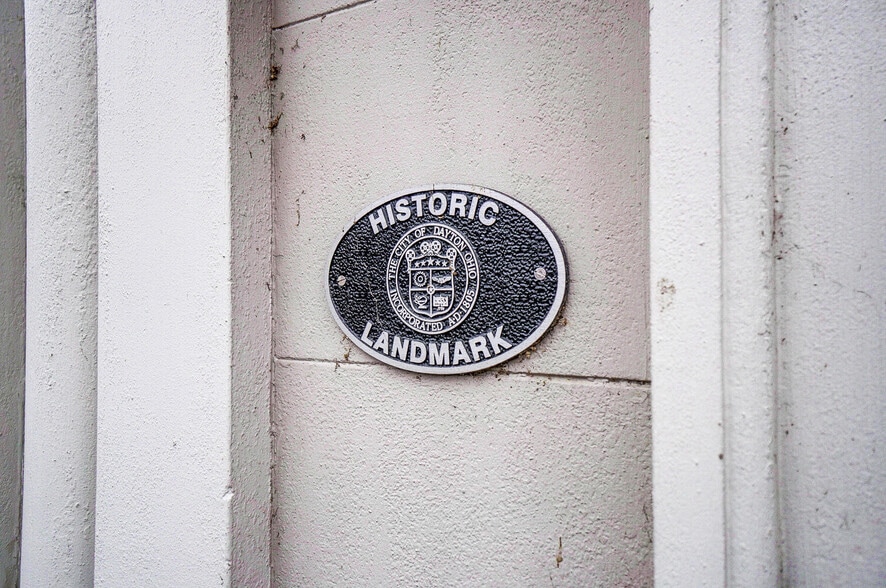 HISTORIC
THE CITY OF DAYTON OHIO
INCORPORATED A.D. 1805
LANDMARK